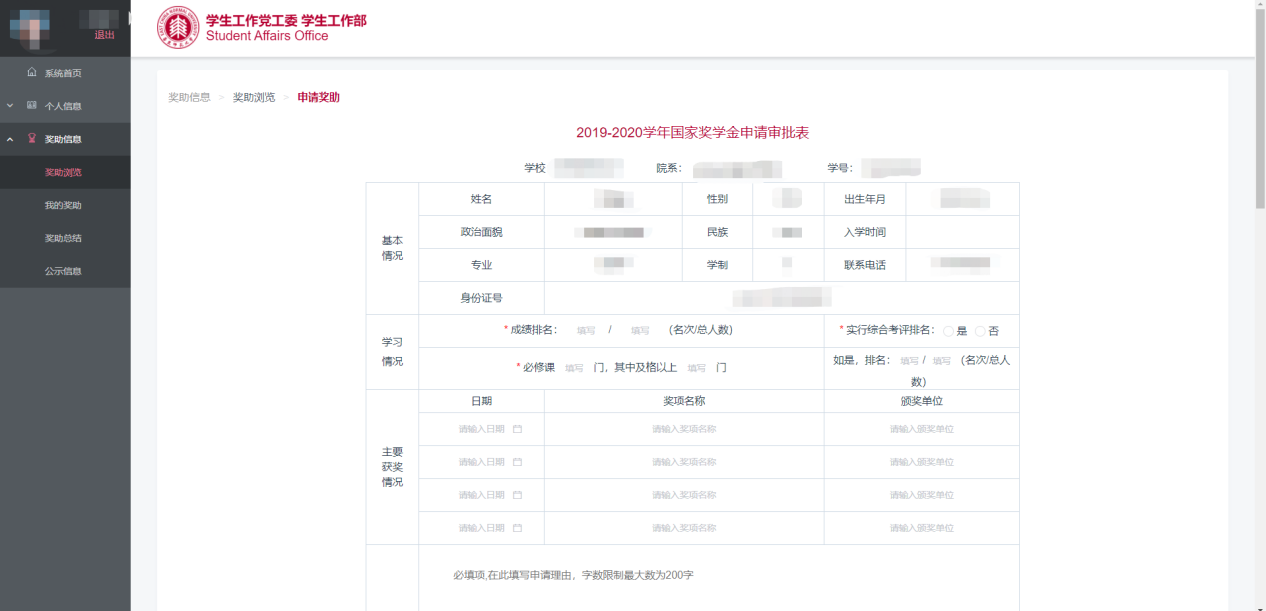 退出
学生工作党工委 学生工作部
Student Affairs Office
系统首页
个人信息
奖助信息
奖助浏览
我的奖助
奖助总结
公示信息
奖助信息 > 奖助浏览 > 申请奖助
2019-2020学年国家奖学金申请审批表
学校 院系: 学号:
基本情况
姓名 性别 出生年月
政治面貌 民族 入学时间
专业 学制 联系电话
身份证号
学习情况
*成绩排名: 填写 / 填写 (名次/总人数) *实行综合考评排名: 是 否
*必修课 填写 门, 其中及格以上 填写 门 如是, 排名: 填写 / 填写 (名次/总人
数)
主要获奖情况
日期 奖项名称 颁奖单位
请输入日期 请输入奖项名称 请输入颁奖单位
请输入日期 请输入奖项名称 请输入颁奖单位
请输入日期 请输入奖项名称 请输入颁奖单位
请输入日期 请输入奖项名称 请输入颁奖单位
必填项,在此填写申请理由, 字数限制最大数为200字